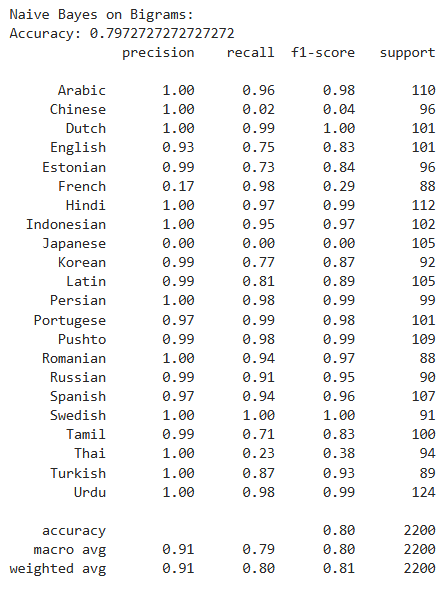 Naive Bayes on Bigrams:
Accuracy: 0.7972727272727272
precision recall f1-score support
Arabic 1.00 0.96 0.98 110
Chinese 1.00 0.02 0.04 96
Dutch 1.00 0.99 1.00 101
English 0.93 0.75 0.83 101
Estonian 0.99 0.73 0.84 96
French 0.17 0.98 0.29 88
Hindi 1.00 0.97 0.99 112
Indonesian 1.00 0.95 0.97 102
Japanese 0.00 0.00 0.00 105
Korean 0.99 0.77 0.87 92
Latin 0.99 0.81 0.89 105
Persian 1.00 0.98 0.99 99
Portugese 0.97 0.99 0.98 101
Pushto 0.99 0.98 0.99 109
Romanian 1.00 0.94 0.97 88
Russian 0.99 0.91 0.95 90
Spanish 0.97 0.94 0.96 107
Swedish 1.00 1.00 1.00 91
Tamil 0.99 0.71 0.83 100
Thai 1.00 0.23 0.38 94
Turkish 1.00 0.87 0.93 89
Urdu 1.00 0.98 0.99 124
accuracy 0.80 2200
macro avg 0.91 0.79 0.80 2200
weighted avg 0.91 0.80 0.81 2200